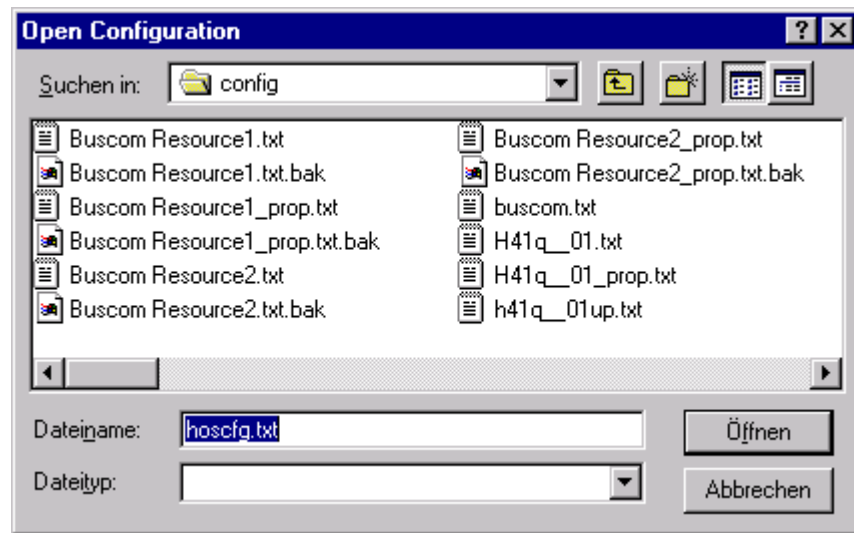 Open Configuration
Suchen in: config
Buscom Resource1.txt
Buscom Resource1.txt.bak
Buscom Resource1_prop.txt
Buscom Resource1_prop.txt.bak
Buscom Resource2.txt
Buscom Resource2.txt.bak
Buscom Resource2_prop.txt
Buscom Resource2_prop.txt.bak
buscom.txt
H41q__01.txt
H41q__01_prop.txt
h41q__01up.txt
Dateiname: hoscfg.txt Öffnen
Dateityp: Abbrechen